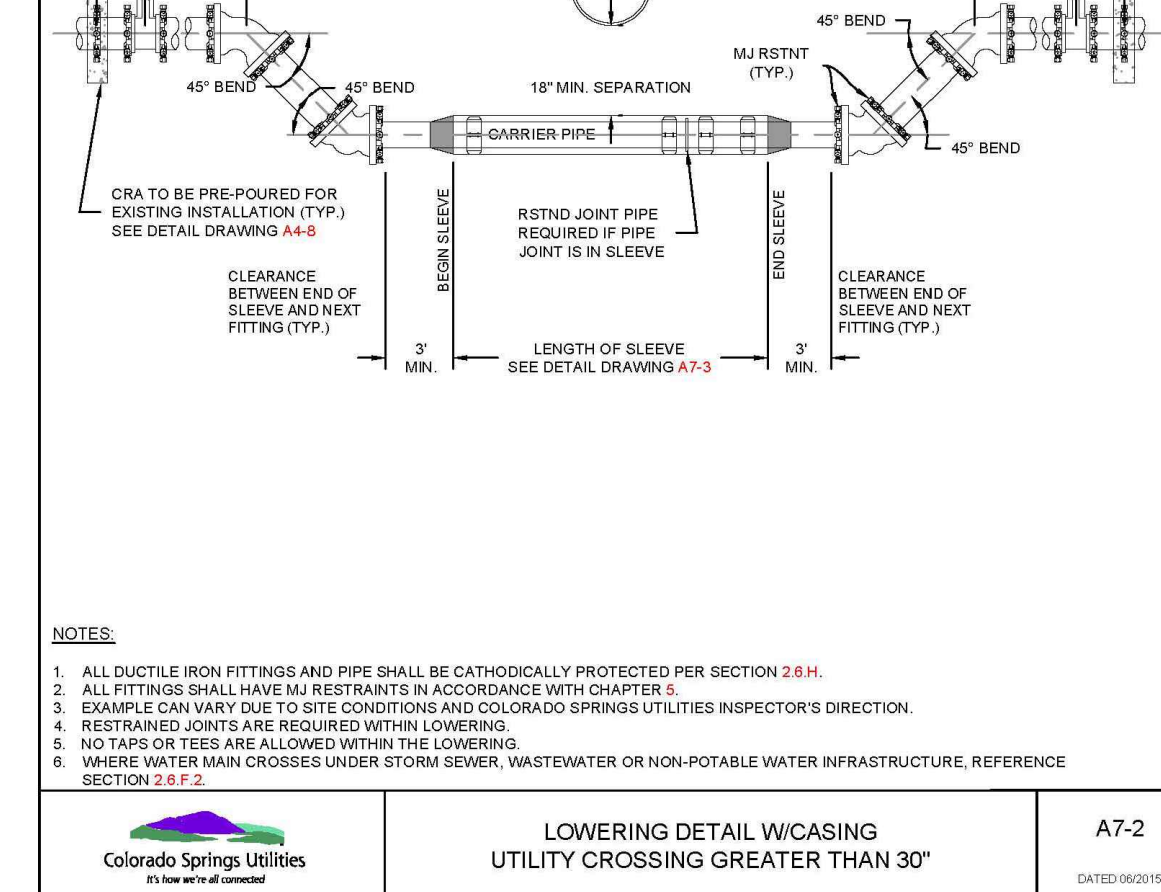 45° BEND
MJ RSTNT
(TYP.)
45° BEND
45° BEND
18" MIN. SEPARATION
CARRIER PIPE
45° BEND
CRA TO BE PRE-POURED FOR
EXISTING INSTALLATION (TYP.)
SEE DETAIL DRAWING A4-8
BEGIN SLEEVE
RSTND JOINT PIPE
REQUIRED IF PIPE
JOINT IS IN SLEEVE
END SLEEVE
CLEARANCE
BETWEEN END OF
SLEEVE AND NEXT
FITTING (TYP.)
CLEARANCE
BETWEEN END OF
SLEEVE AND NEXT
FITTING (TYP.)
3'
MIN.
LENGTH OF SLEEVE
SEE DETAIL DRAWING A7-3
3'
MIN.
NOTES:
1. ALL DUCTILE IRON FITTINGS AND PIPE SHALL BE CATHODICALLY PROTECTED PER SECTION 2.6.H.
2. ALL FITTINGS SHALL HAVE MJ RESTRAINTS IN ACCORDANCE WITH CHAPTER 5.
3. EXAMPLE CAN VARY DUE TO SITE CONDITIONS AND COLORADO SPRINGS UTILITIES INSPECTOR'S DIRECTION.
4. RESTRAINED JOINTS ARE REQUIRED WITHIN LOWERING.
5. NO TAPS OR TEES ARE ALLOWED WITHIN THE LOWERING.
6. WHERE WATER MAIN CROSSES UNDER STORM SEWER, WASTEWATER OR NON-POTABLE WATER INFRASTRUCTURE, REFERENCE
SECTION 2.6.F.2.
Colorado Springs Utilities
It's how we're all connected
LOWERING DETAIL W/CASING
UTILITY CROSSING GREATER THAN 30"
A7-2
DATED 06/2015